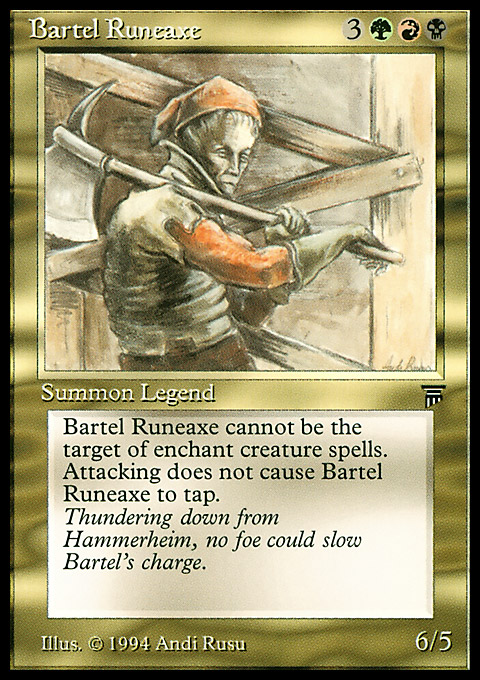 Bartel Runeaxe 3
Summon Legend
Bartel Runeaxe cannot be the
target of enchant creature spells.
Attacking does not cause Bartel
Runeaxe to tap.
Thundering down from
Hammerheim, no foe could slow
Bartel's charge.
Illus. © 1994 Andi Rusu 6/5